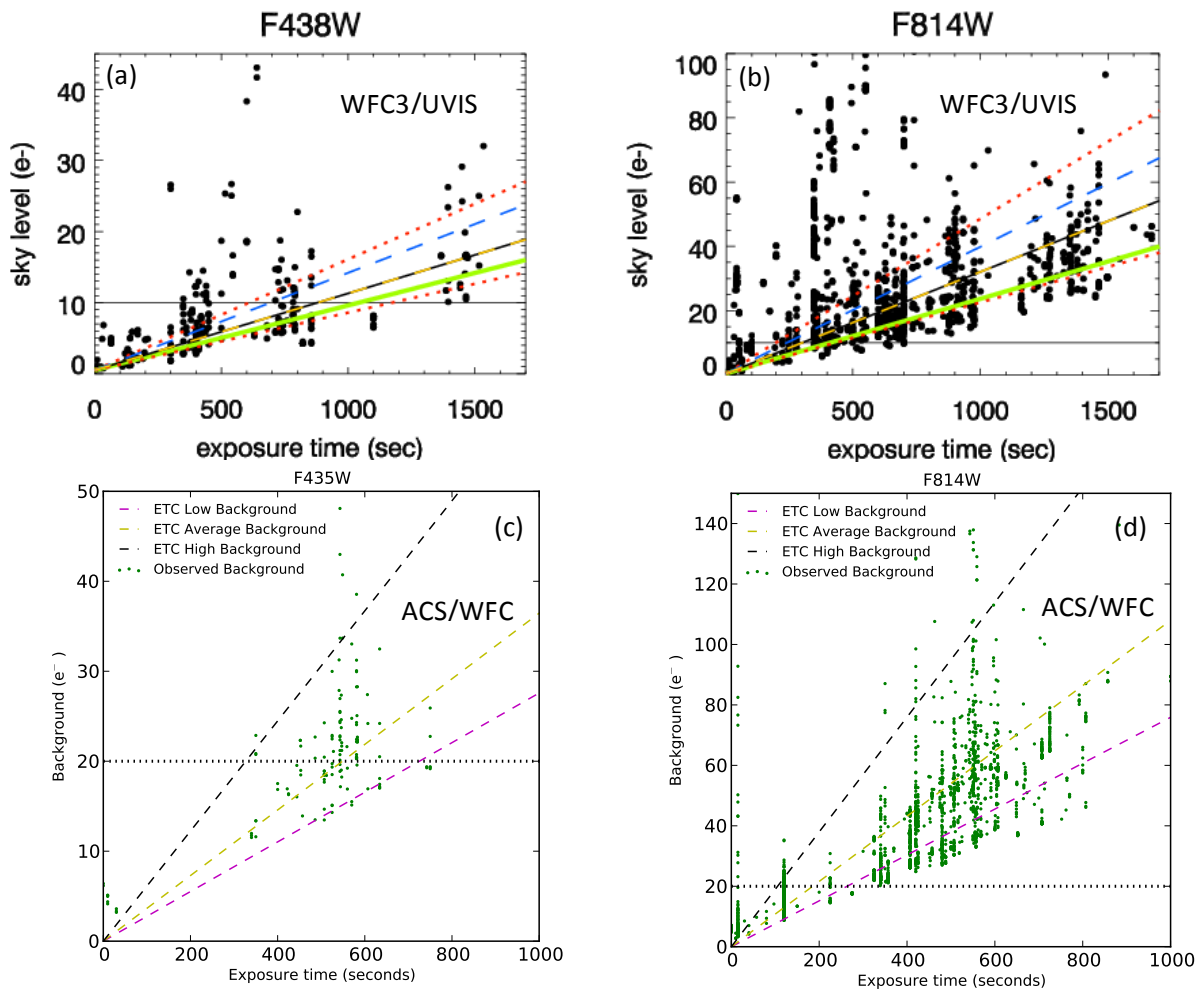 F438W
(a)
WFC3/UVIS
40
30
20
10
0
sky level (e-)
0 500 1000 1500
exposure time (sec)
F814W
(b)
WFC3/UVIS
100
80
60
40
20
0
sky level (e-)
0 500 1000 1500
exposure time (sec)
F435W
50
ETC Low Background
ETC Average Background
ETC High Background
Observed Background
(c)
ACS/WFC
40
30
20
10
0
Background (e⁻ )
0 200 400 600 800 1000
Exposure time (seconds)
F814W
ETC Low Background
ETC Average Background
ETC High Background
Observed Background
(d)
ACS/WFC
140
120
100
80
60
40
20
0
Background (e⁻ )
0 200 400 600 800 1000
Exposure time (seconds)